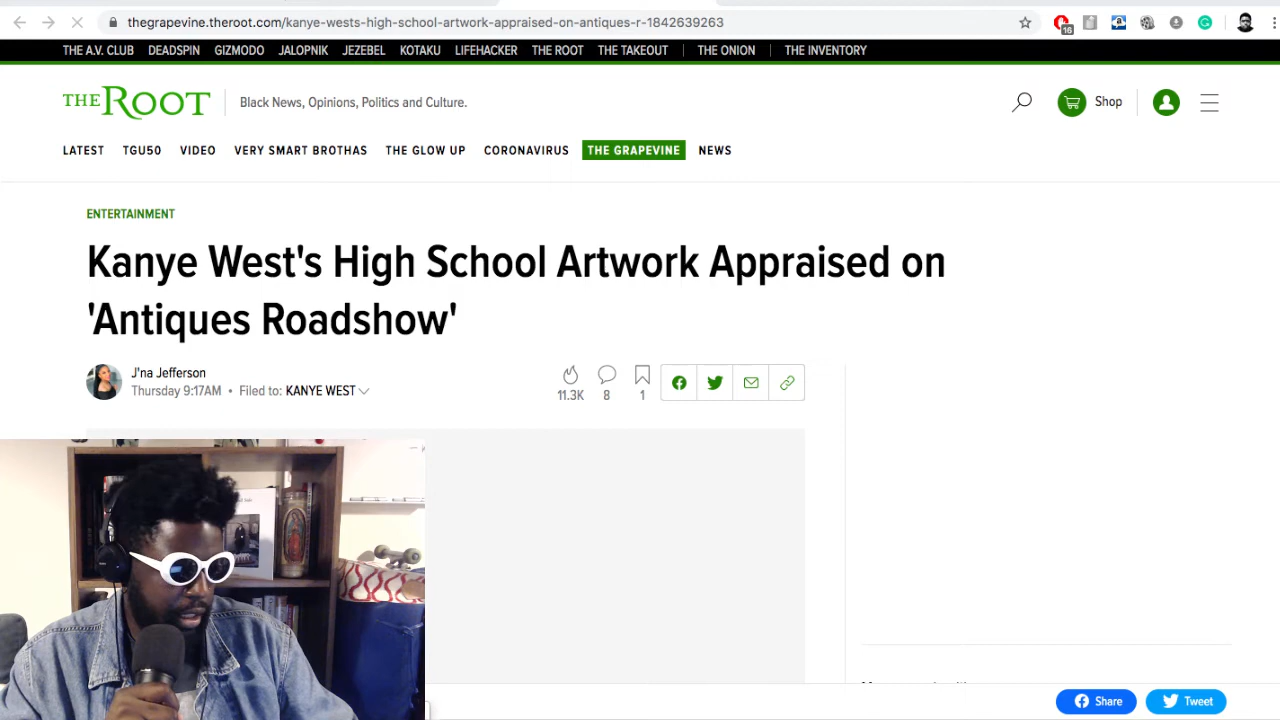 thegrapevine.theroot.com/kanye-wests-high-school-artwork-appraised-on-antiques-r-1842639263
16
THE A.V. CLUB DEADSPIN GIZMODO JALOPNIK JEZEBEL KOTAKU LIFEHACKER THE ROOT THE TAKEOUT THE ONION THE INVENTORY
THE ROOT Black News, Opinions, Politics and Culture. Shop
LATEST TGU50 VIDEO VERY SMART BROTHAS THE GLOW UP CORONAVIRUS THE GRAPEVINE NEWS
ENTERTAINMENT
Kanye West's High School Artwork Appraised on
'Antiques Roadshow'
J'na Jefferson
Thursday 9:17AM • Filed to: KANYE WEST
11.3K 8 1
Share Tweet